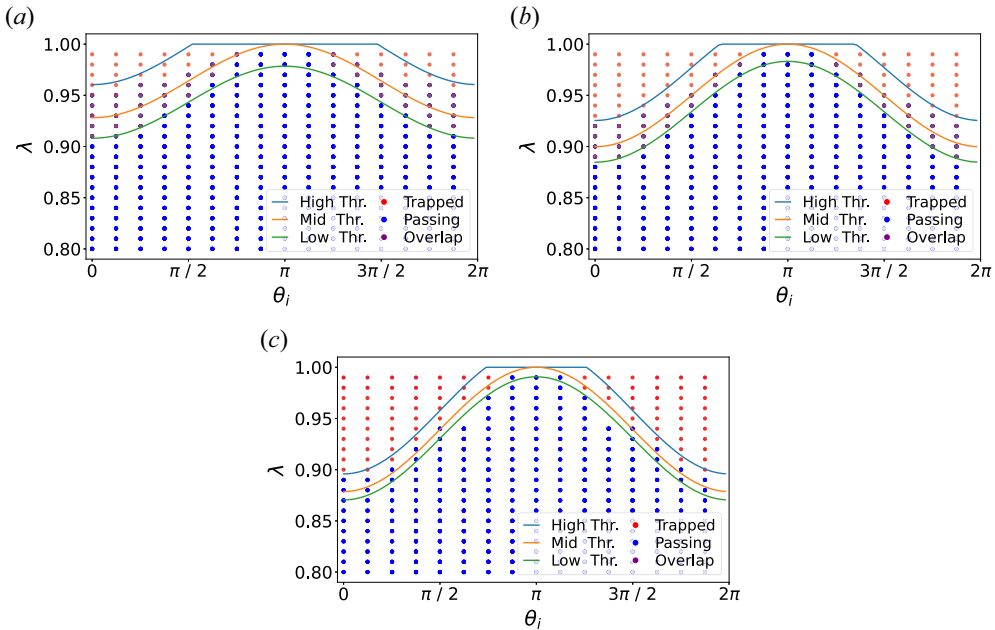 (a)
1.00
0.95
0.90
0.85
0.80
λ
High Thr.
Mid Thr.
Low Thr.
Trapped
Passing
Overlap
0
π / 2
π
3π / 2
2π
θi
(b)
1.00
0.95
0.90
0.85
0.80
λ
High Thr.
Mid Thr.
Low Thr.
Trapped
Passing
Overlap
0
π / 2
π
3π / 2
2π
θi
(c)
1.00
0.95
0.90
0.85
0.80
λ
High Thr.
Mid Thr.
Low Thr.
Trapped
Passing
Overlap
0
π / 2
π
3π / 2
2π
θi